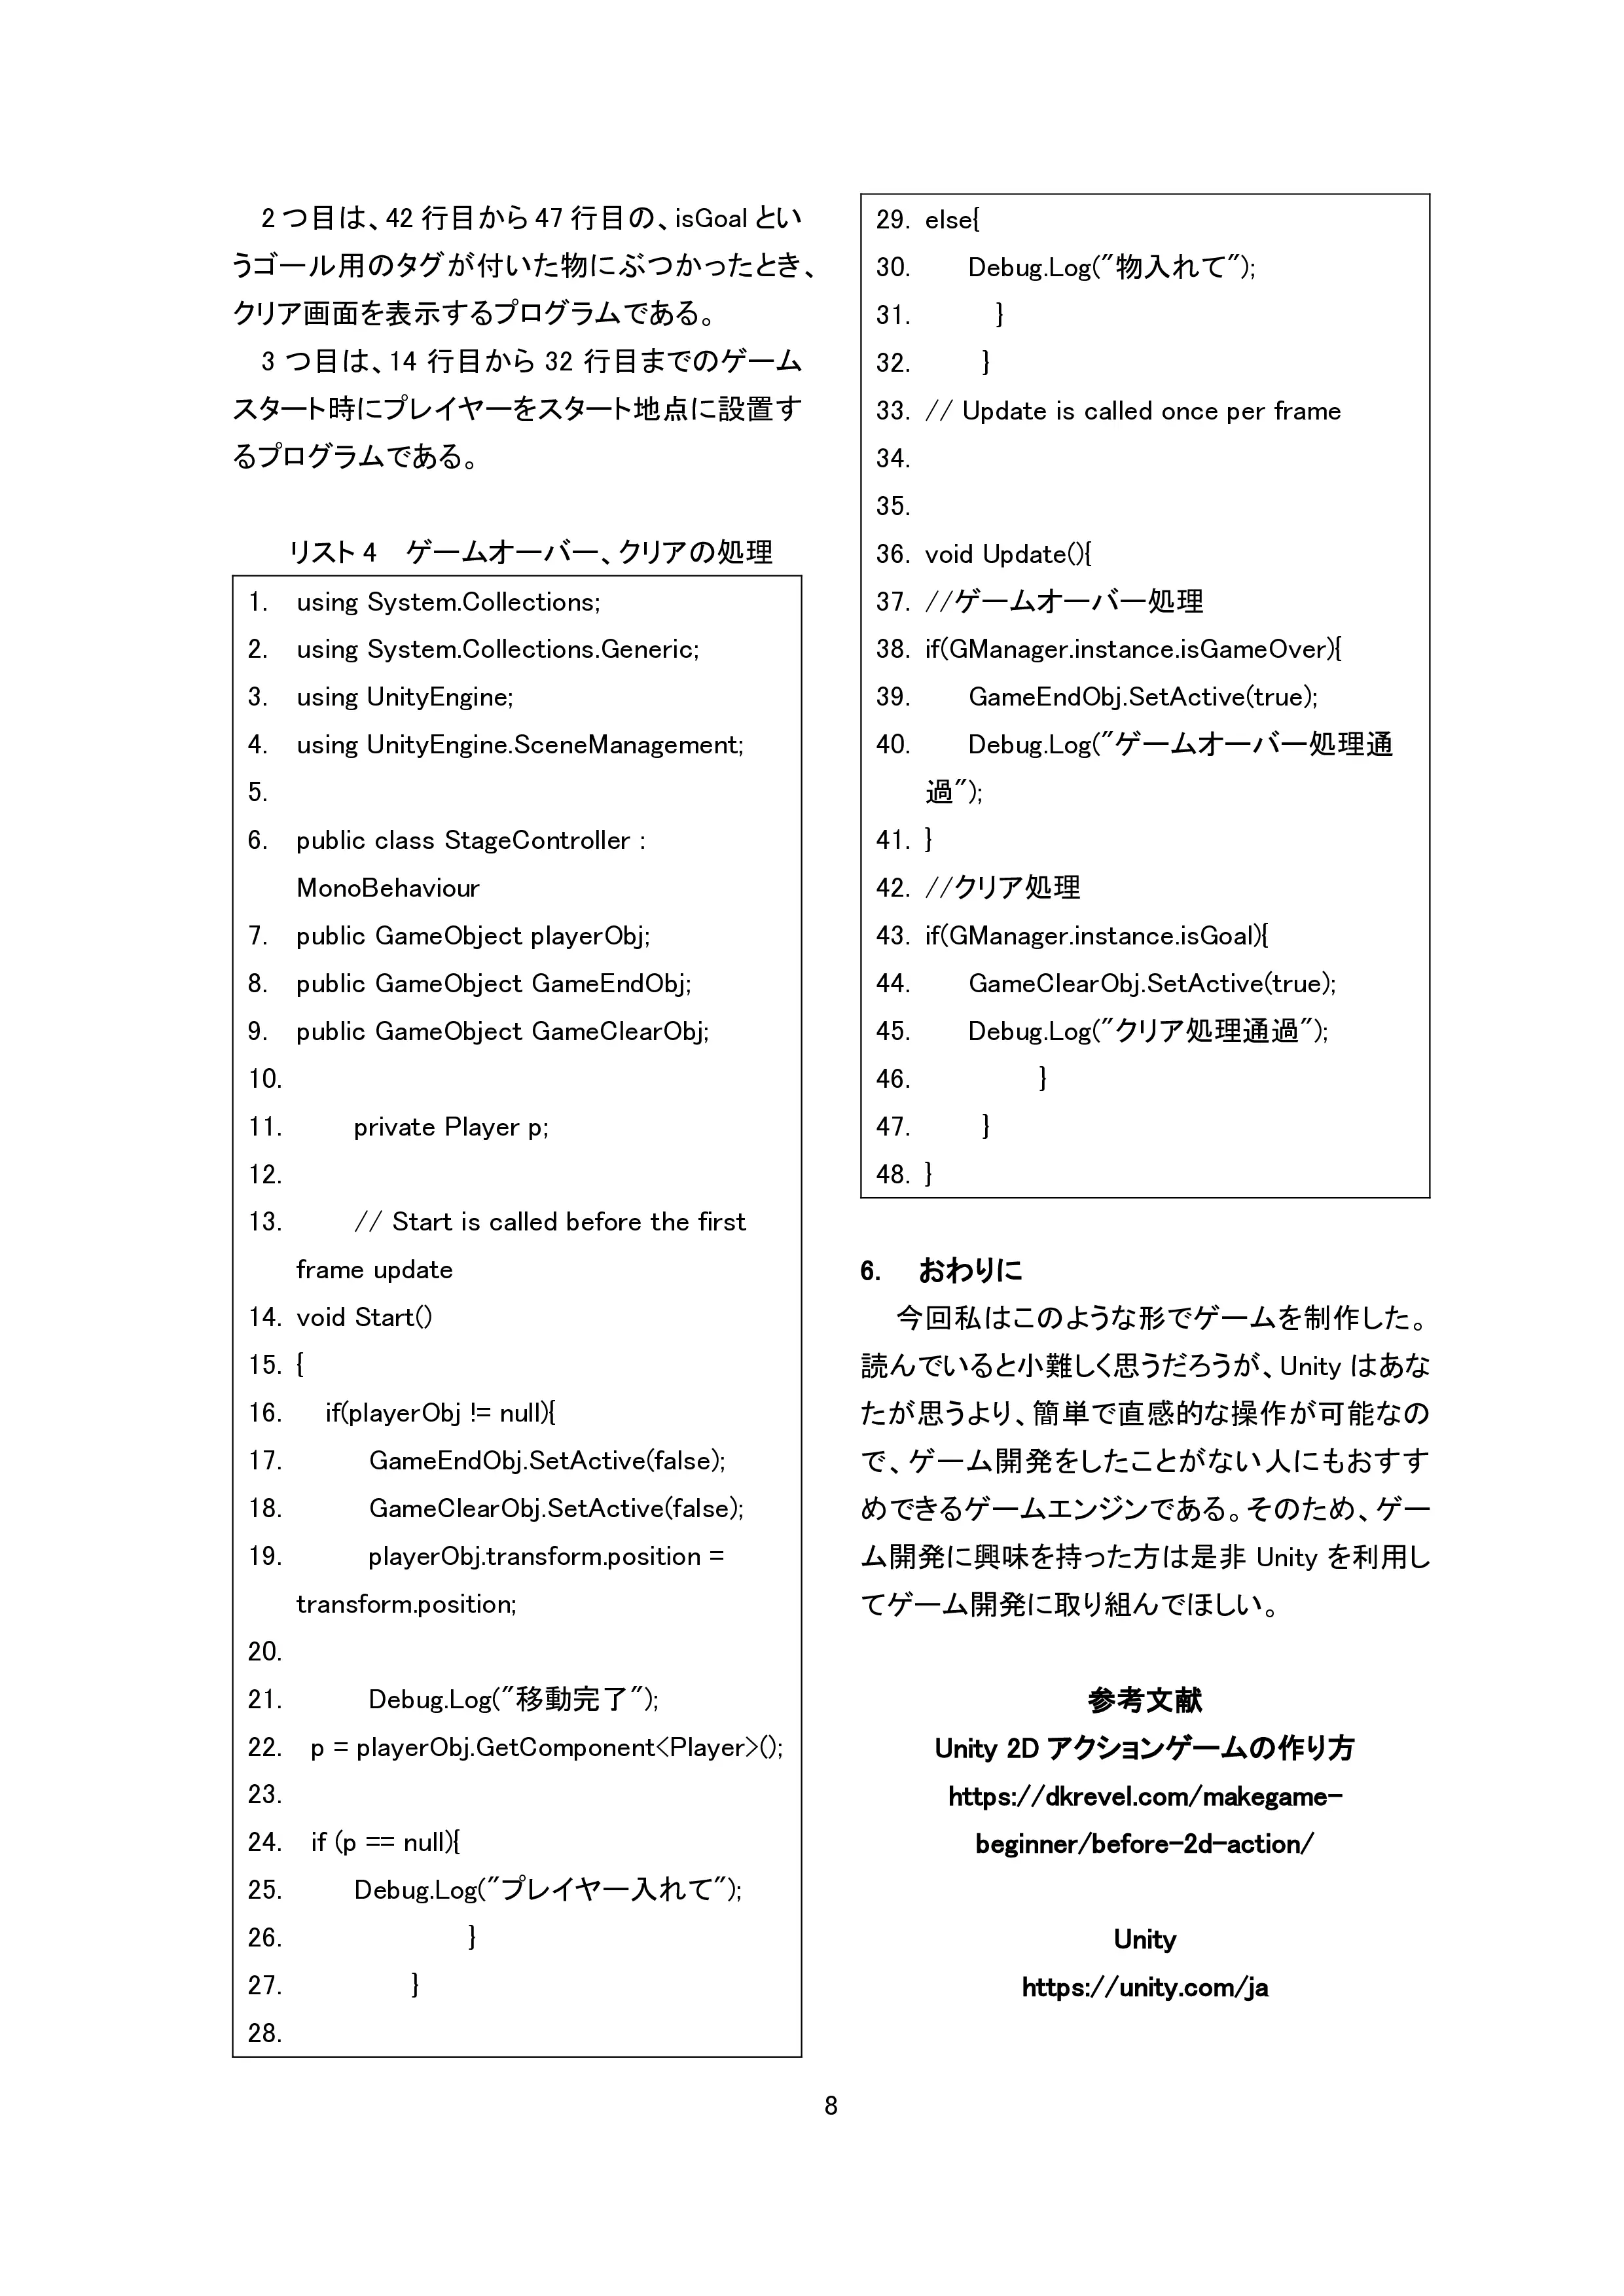 2 つ目は、42 行目から 47 行目の、isGoal とい
うゴール用のタグが付いた物にぶつかったとき、
クリア画面を表示するプログラムである。
3 つ目は、14 行目から 32 行目までのゲーム
スタート時にプレイヤーをスタート地点に設置す
るプログラムである。
リスト 4　ゲームオーバー、クリアの処理
1. using System.Collections;
2. using System.Collections.Generic;
3. using UnityEngine;
4. using UnityEngine.SceneManagement;
5.
6. public class StageController :
MonoBehaviour
7. public GameObject playerObj;
8. public GameObject GameEndObj;
9. public GameObject GameClearObj;
10.
11. private Player p;
12.
13. // Start is called before the first
frame update
14. void Start()
15. {
16. if(playerObj != null){
17. GameEndObj.SetActive(false);
18. GameClearObj.SetActive(false);
19. playerObj.transform.position =
transform.position;
20.
21. Debug.Log("移動完了");
22. p = playerObj.GetComponent<Player>();
23.
24. if (p == null){
25. Debug.Log("プレイヤー入れて");
26. }
27. }
28.
29. else{
30. Debug.Log("物入れて");
31. }
32. }
33. // Update is called once per frame
34.
35.
36. void Update(){
37. //ゲームオーバー処理
38. if(GManager.instance.isGameOver){
39. GameEndObj.SetActive(true);
40. Debug.Log("ゲームオーバー処理通
過");
41. }
42. //クリア処理
43. if(GManager.instance.isGoal){
44. GameClearObj.SetActive(true);
45. Debug.Log("クリア処理通過");
46. }
47. }
48. }
6. おわりに
今回私はこのような形でゲームを制作した。
読んでいると小難しく思うだろうが、Unity はあな
たが思うより、簡単で直感的な操作が可能なの
で、ゲーム開発をしたことがない人にもおすす
めできるゲームエンジンである。そのため、ゲー
ム開発に興味を持った方は是非 Unity を利用し
てゲーム開発に取り組んでほしい。
参考文献
Unity 2D アクションゲームの作り方
https://dkrevel.com/makegame-
beginner/before-2d-action/
Unity
https://unity.com/ja
8